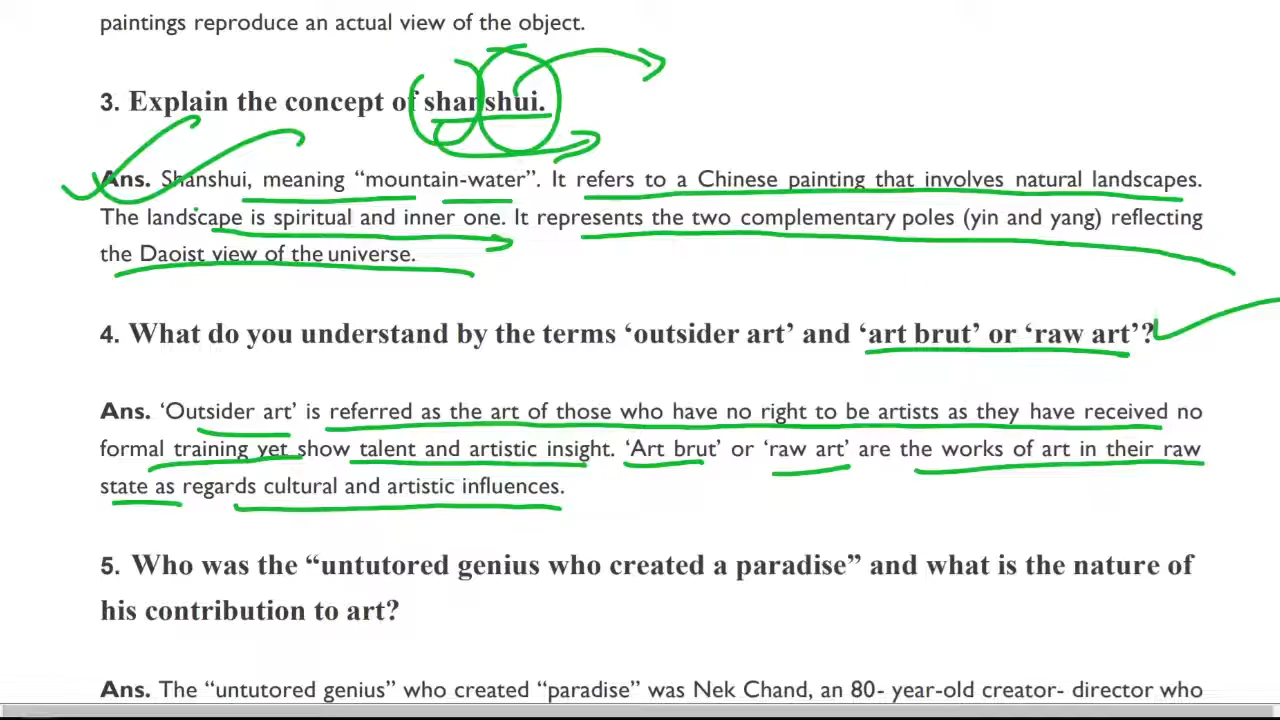 paintings reproduce an actual view of the object.
3. Explain the concept of shanshui.
Ans. Shanshui, meaning “mountain-water”. It refers to a Chinese painting that involves natural landscapes.
The landscape is spiritual and inner one. It represents the two complementary poles (yin and yang) reflecting
the Daoist view of the universe.
4. What do you understand by the terms ‘outsider art’ and ‘art brut’ or ‘raw art’?
Ans. ‘Outsider art’ is referred as the art of those who have no right to be artists as they have received no
formal training yet show talent and artistic insight. ‘Art brut’ or ‘raw art’ are the works of art in their raw
state as regards cultural and artistic influences.
5. Who was the “untutored genius who created a paradise” and what is the nature of
his contribution to art?
Ans. The “untutored genius” who created “paradise” was Nek Chand, an 80- year-old creator- director who